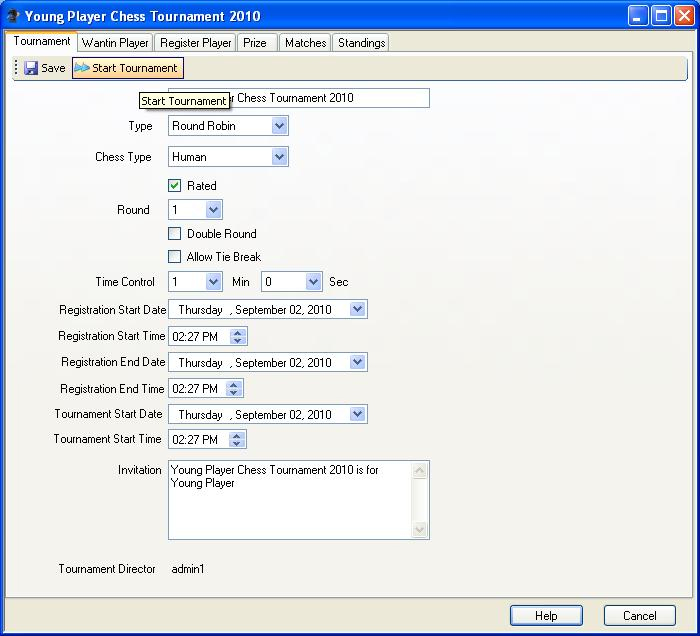 Young Player Chess Tournament 2010
Tournament Wantin Player Register Player Prize Matches Standings
Save Start Tournament
Start Tournament er Chess Tournament 2010
Type Round Robin
Chess Type Human
Rated
Round 1
Double Round
Allow Tie Break
Time Control 1 Min 0 Sec
Registration Start Date Thursday , September 02, 2010
Registration Start Time 02:27 PM
Registration End Date Thursday , September 02, 2010
Registration End Time 02:27 PM
Tournament Start Date Thursday , September 02, 2010
Tournament Start Time 02:27 PM
Invitation Young Player Chess Tournament 2010 is for
Young Player
Tournament Director admin1
Help Cancel